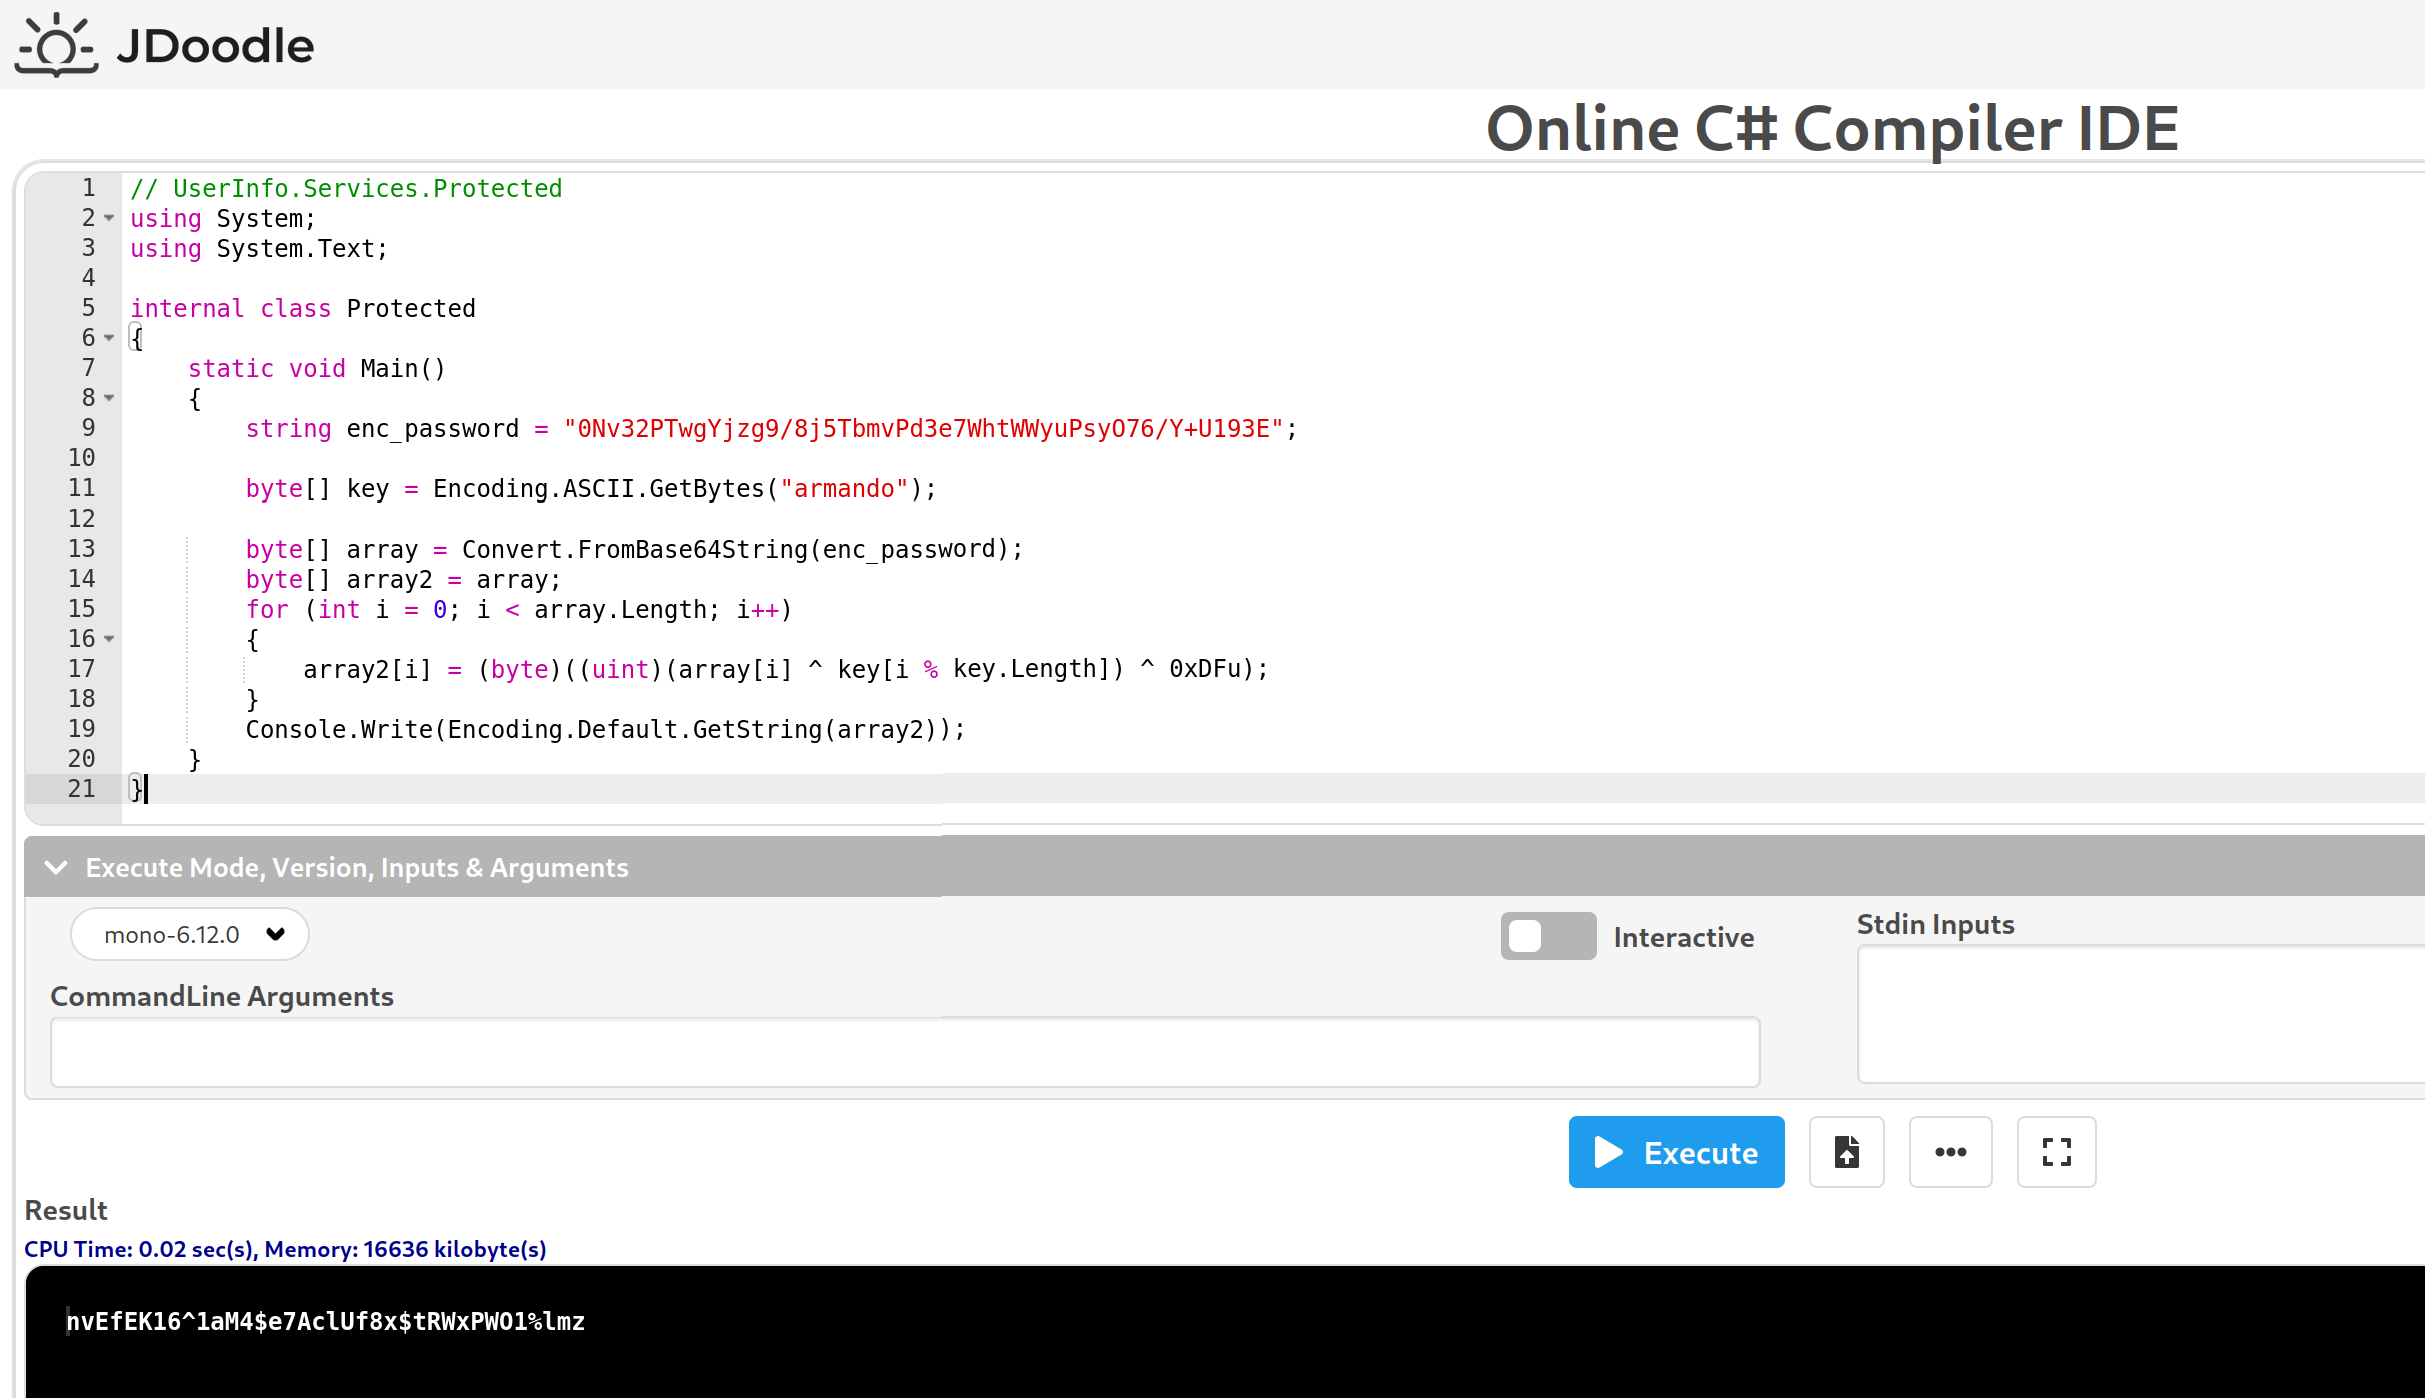 JDoodle
Online C# Compiler IDE
1 // UserInfo.Services.Protected
2 using System;
3 using System.Text;
4
5 internal class Protected
6 {
7     static void Main()
8     {
9         string enc_password = "0Nv32PTwgYjzg9/8j5TbmvPd3e7WhtWWyuPsyO76/Y+U193E";
10
11         byte[] key = Encoding.ASCII.GetBytes("armando");
12
13         byte[] array = Convert.FromBase64String(enc_password);
14         byte[] array2 = array;
15         for (int i = 0; i < array.Length; i++)
16         {
17             array2[i] = (byte)((uint)(array[i] ^ key[i % key.Length]) ^ 0xDFu);
18         }
19         Console.Write(Encoding.Default.GetString(array2));
20     }
21 }
Execute Mode, Version, Inputs & Arguments
mono-6.12.0
Interactive
Stdin Inputs
CommandLine Arguments
Execute
Result
CPU Time: 0.02 sec(s), Memory: 16636 kilobyte(s)
nvEfEK16^1aM4$e7AclUf8x$tRWxPWO1%lmz